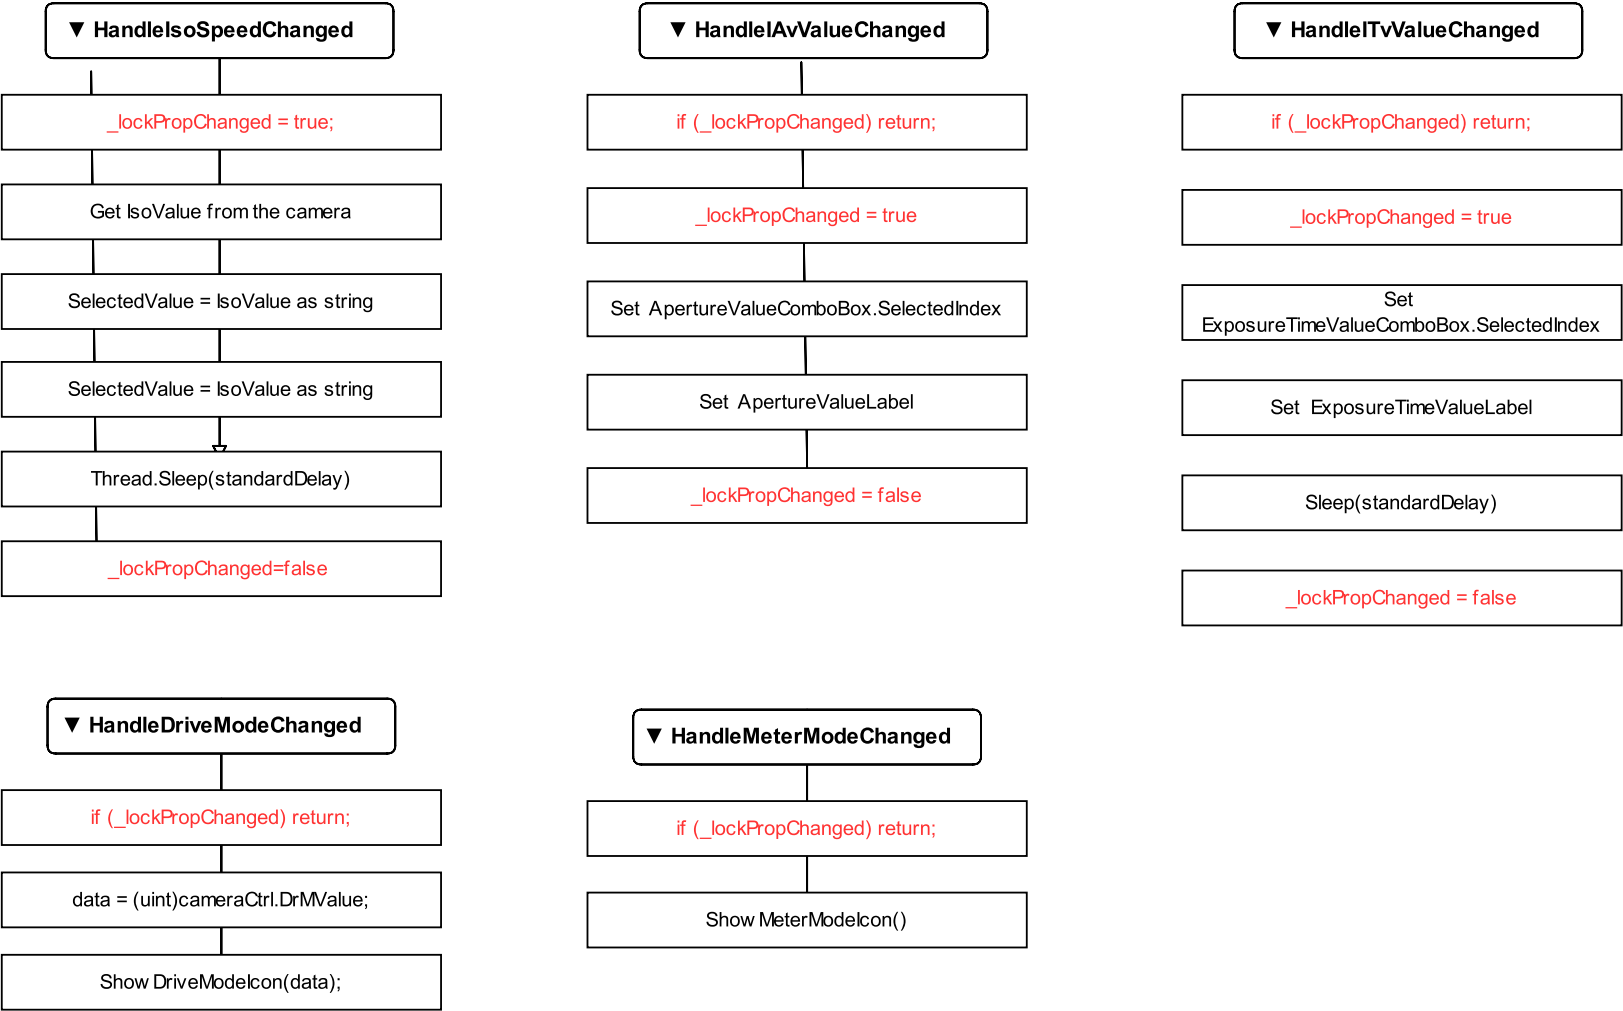 ▼ HandleIsoSpeedChanged
_lockPropChanged = true;
Get IsoValue from the camera
SelectedValue = IsoValue as string
SelectedValue = IsoValue as string
Thread.Sleep(standardDelay)
_lockPropChanged=false
▼ HandleIAvValueChanged
if (_lockPropChanged) return;
_lockPropChanged = true
Set ApertureValueComboBox.SelectedIndex
Set ApertureValueLabel
_lockPropChanged = false
▼ HandleITvValueChanged
if (_lockPropChanged) return;
_lockPropChanged = true
Set
ExposureTimeValueComboBox.SelectedIndex
Set ExposureTimeValueLabel
Sleep(standardDelay)
_lockPropChanged = false
▼ HandleDriveModeChanged
if (_lockPropChanged) return;
data = (uint)cameraCtrl.DrMValue;
Show DriveModeIcon(data);
▼ HandleMeterModeChanged
if (_lockPropChanged) return;
Show MeterModeIcon()